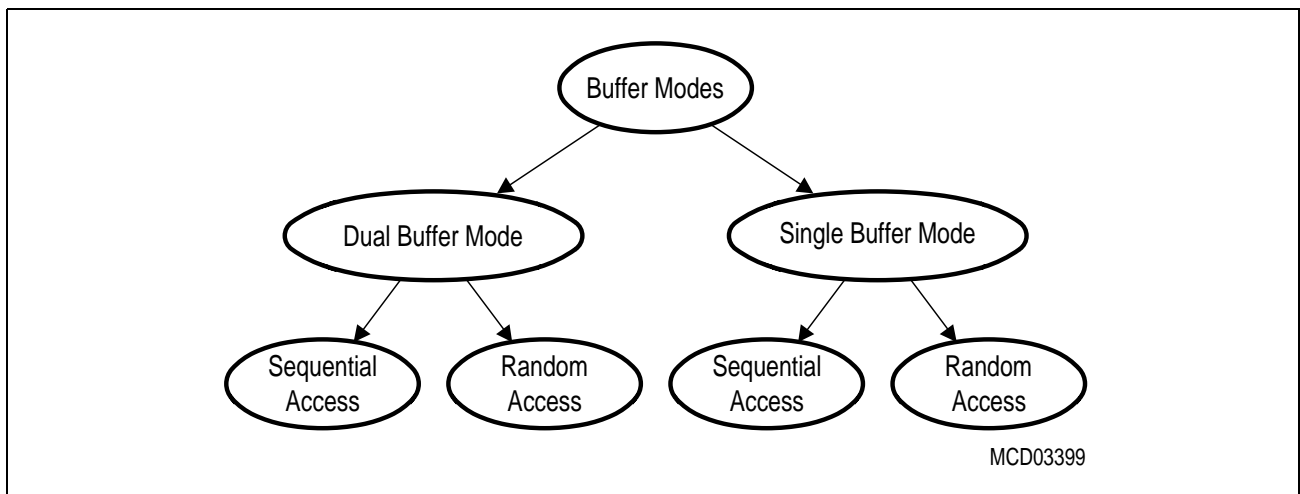 Buffer Modes
Dual Buffer Mode
Single Buffer Mode
Sequential
Access
Random
Access
Sequential
Access
Random
Access
MCD03399